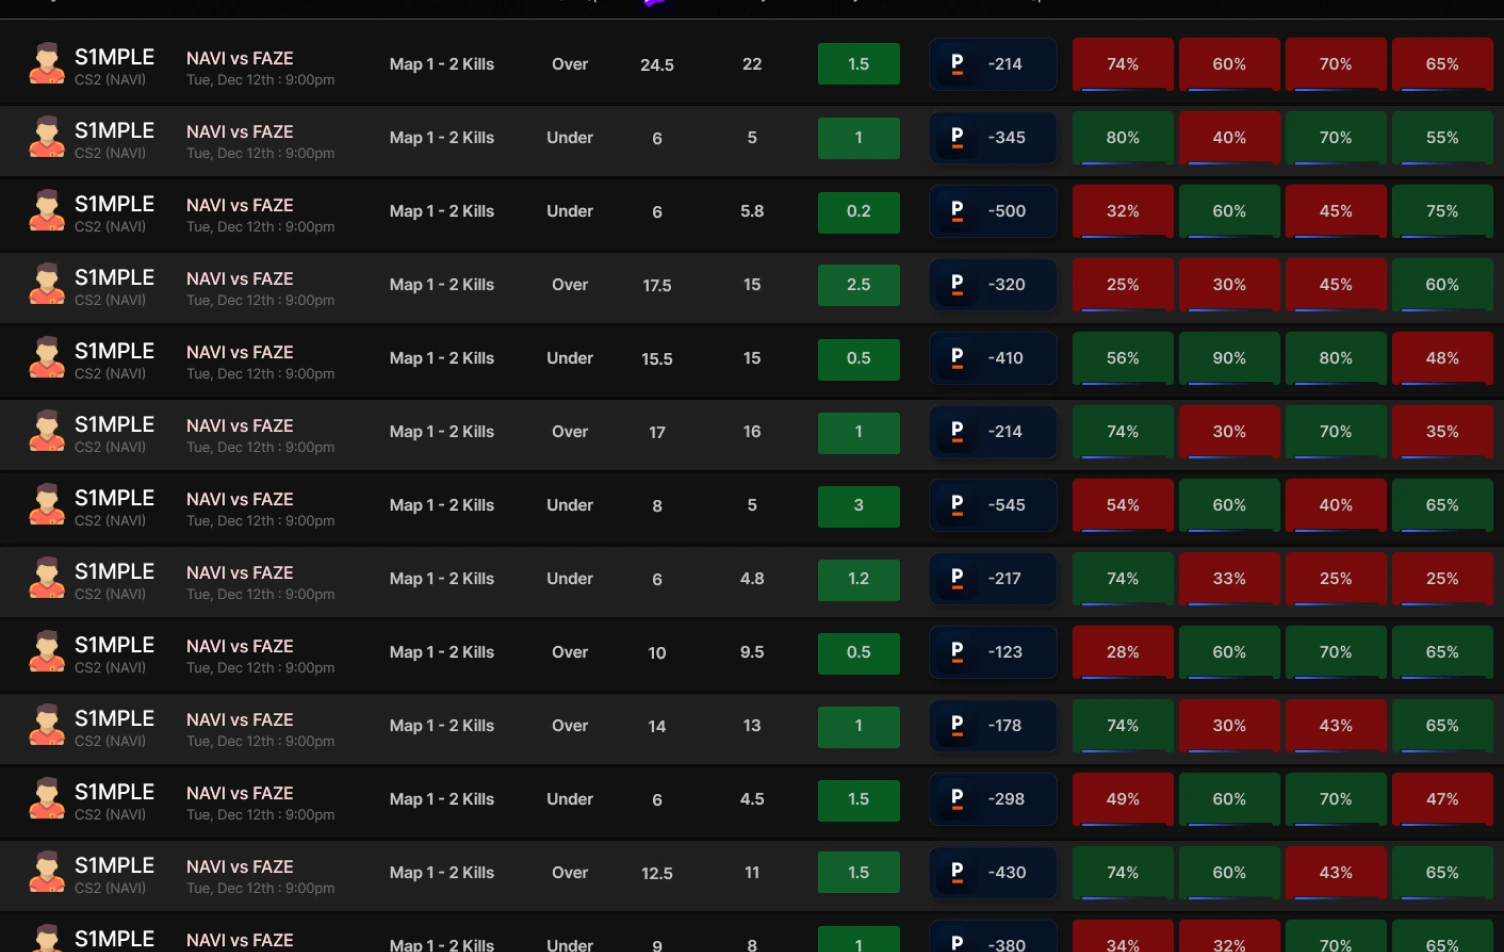 S1MPLE NAVI vs FAZE Map 1 - 2 Kills Over 24.5 22 1.5 P -214 74% 60% 70% 65%
CS2 (NAVI) Tue, Dec 12th : 9:00pm
S1MPLE NAVI vs FAZE Map 1 - 2 Kills Under 6 5 1 P -345 80% 40% 70% 55%
CS2 (NAVI) Tue, Dec 12th : 9:00pm
S1MPLE NAVI vs FAZE Map 1 - 2 Kills Under 6 5.8 0.2 P -500 32% 60% 45% 75%
CS2 (NAVI) Tue, Dec 12th : 9:00pm
S1MPLE NAVI vs FAZE Map 1 - 2 Kills Over 17.5 15 2.5 P -320 25% 30% 45% 60%
CS2 (NAVI) Tue, Dec 12th : 9:00pm
S1MPLE NAVI vs FAZE Map 1 - 2 Kills Under 15.5 15 0.5 P -410 56% 90% 80% 48%
CS2 (NAVI) Tue, Dec 12th : 9:00pm
S1MPLE NAVI vs FAZE Map 1 - 2 Kills Over 17 16 1 P -214 74% 30% 70% 35%
CS2 (NAVI) Tue, Dec 12th : 9:00pm
S1MPLE NAVI vs FAZE Map 1 - 2 Kills Under 8 5 3 P -545 54% 60% 40% 65%
CS2 (NAVI) Tue, Dec 12th : 9:00pm
S1MPLE NAVI vs FAZE Map 1 - 2 Kills Under 6 4.8 1.2 P -217 74% 33% 25% 25%
CS2 (NAVI) Tue, Dec 12th : 9:00pm
S1MPLE NAVI vs FAZE Map 1 - 2 Kills Over 10 9.5 0.5 P -123 28% 60% 70% 65%
CS2 (NAVI) Tue, Dec 12th : 9:00pm
S1MPLE NAVI vs FAZE Map 1 - 2 Kills Over 14 13 1 P -178 74% 30% 43% 65%
CS2 (NAVI) Tue, Dec 12th : 9:00pm
S1MPLE NAVI vs FAZE Map 1 - 2 Kills Under 6 4.5 1.5 P -298 49% 60% 70% 47%
CS2 (NAVI) Tue, Dec 12th : 9:00pm
S1MPLE NAVI vs FAZE Map 1 - 2 Kills Over 12.5 11 1.5 P -430 74% 60% 43% 65%
CS2 (NAVI) Tue, Dec 12th : 9:00pm
S1MPLE NAVI vs FAZE Map 1 - 2 Kills Under 9 8 1 P -380 34% 32% 70% 65%